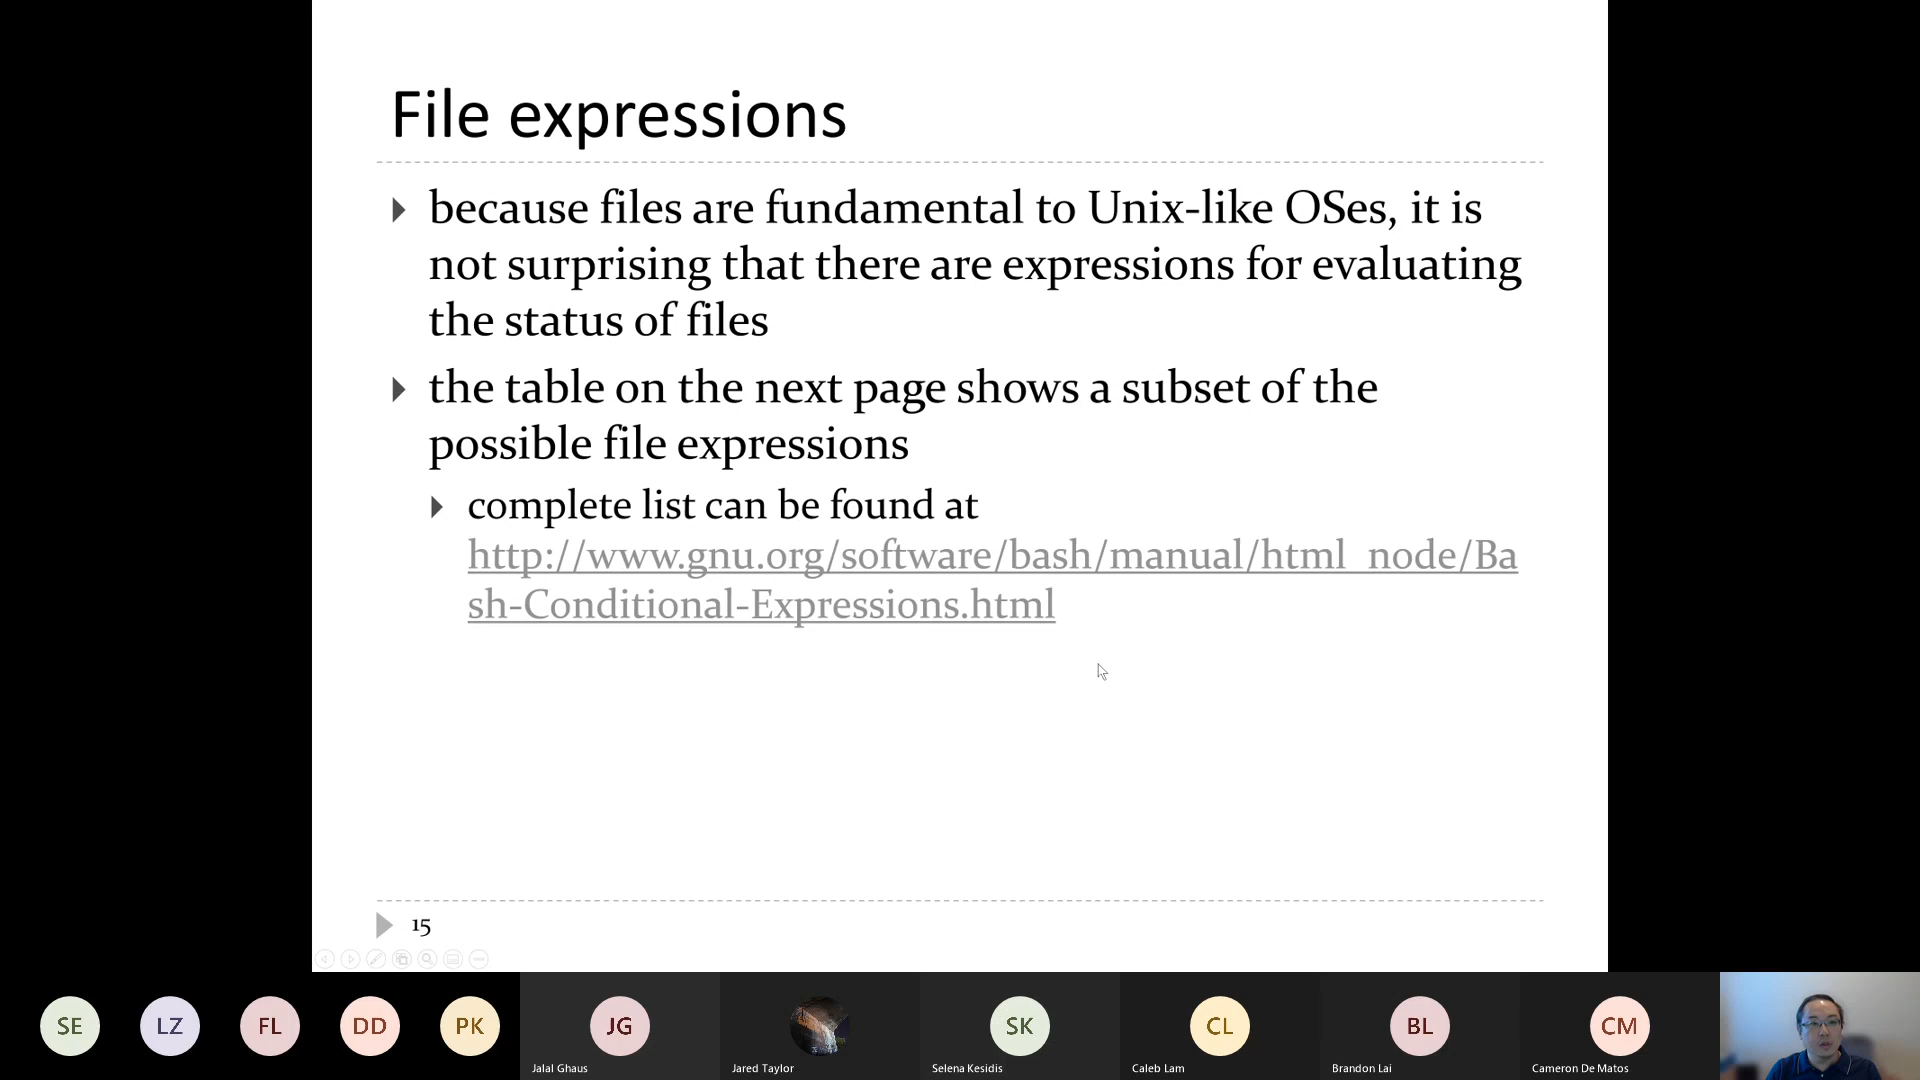 File expressions
because files are fundamental to Unix-like OSes, it is
not surprising that there are expressions for evaluating
the status of files
the table on the next page shows a subset of the
possible file expressions
complete list can be found at
http://www.gnu.org/software/bash/manual/html_node/Ba
sh-Conditional-Expressions.html
15
SE LZ FL DD PK JG SK CL BL CM
Jalal Ghaus Jared Taylor Selena Kesidis Caleb Lam Brandon Lai Cameron De Matos